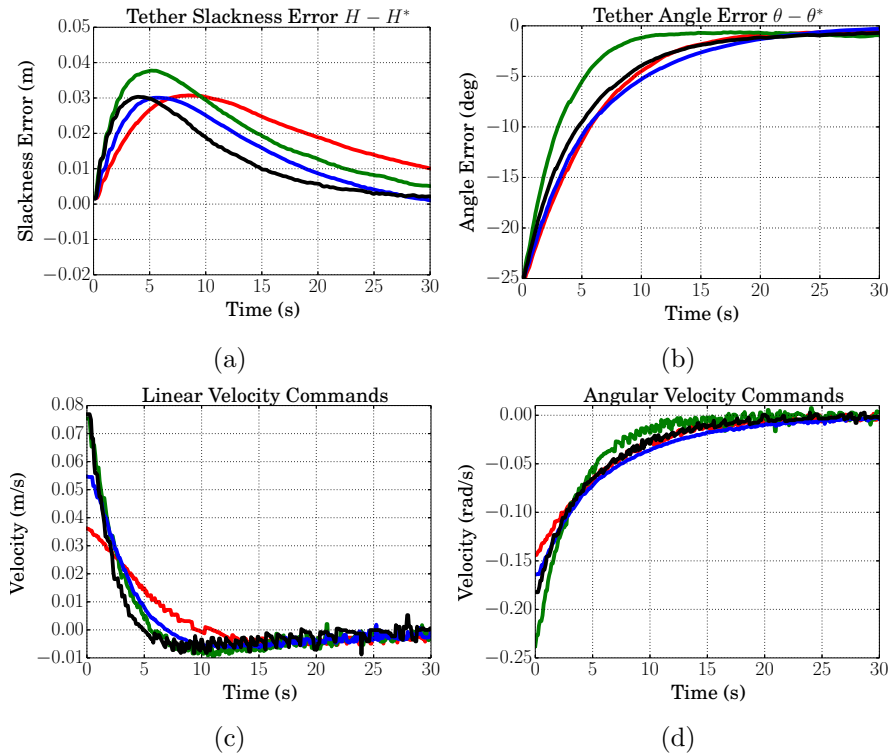 Tether Slackness Error H − H*
Slackness Error (m)
0.05
0.04
0.03
0.02
0.01
0.00
−0.01
−0.02
0 5 10 15 20 25 30
Time (s)
(a)
Tether Angle Error θ − θ*
Angle Error (deg)
0
−5
−10
−15
−20
−25
0 5 10 15 20 25 30
Time (s)
(b)
Linear Velocity Commands
Velocity (m/s)
0.08
0.07
0.06
0.05
0.04
0.03
0.02
0.01
0.00
−0.01
0 5 10 15 20 25 30
Time (s)
(c)
Angular Velocity Commands
Velocity (rad/s)
0.00
−0.05
−0.10
−0.15
−0.20
−0.25
0 5 10 15 20 25 30
Time (s)
(d)